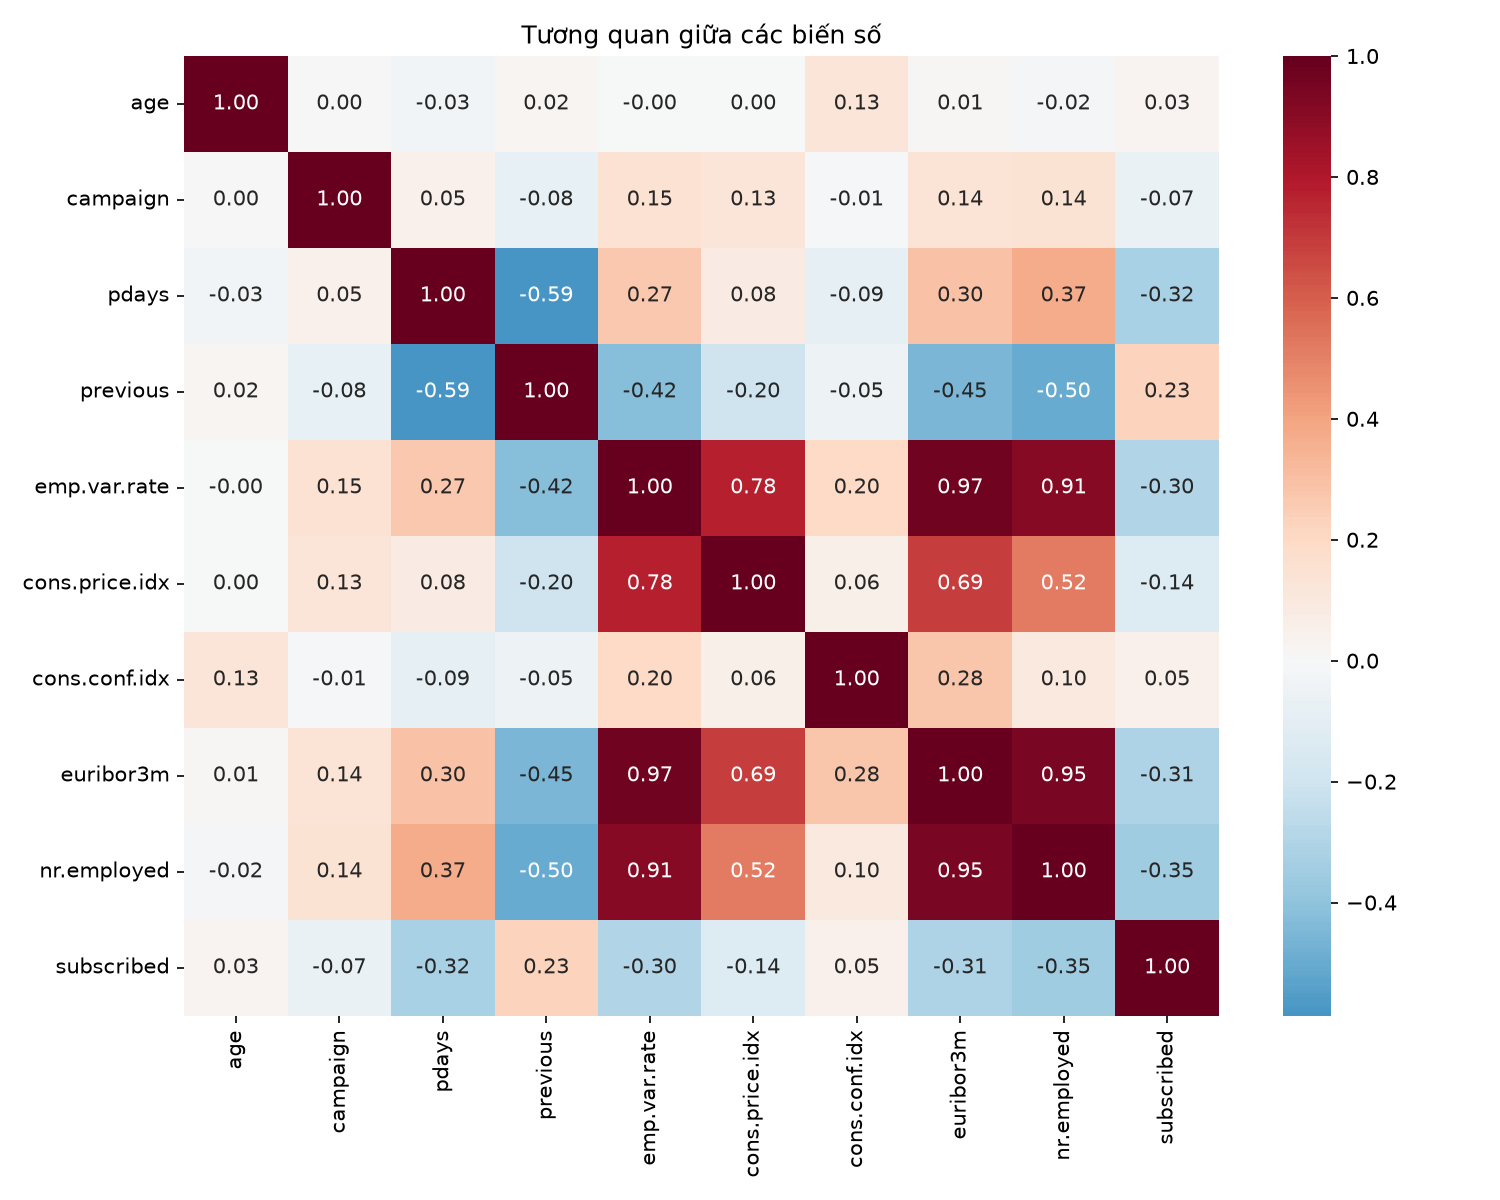 Tương quan giữa các biến số
age 1.00 0.00 -0.03 0.02 -0.00 0.00 0.13 0.01 -0.02 0.03
campaign 0.00 1.00 0.05 -0.08 0.15 0.13 -0.01 0.14 0.14 -0.07
pdays -0.03 0.05 1.00 -0.59 0.27 0.08 -0.09 0.30 0.37 -0.32
previous 0.02 -0.08 -0.59 1.00 -0.42 -0.20 -0.05 -0.45 -0.50 0.23
emp.var.rate -0.00 0.15 0.27 -0.42 1.00 0.78 0.20 0.97 0.91 -0.30
cons.price.idx 0.00 0.13 0.08 -0.20 0.78 1.00 0.06 0.69 0.52 -0.14
cons.conf.idx 0.13 -0.01 -0.09 -0.05 0.20 0.06 1.00 0.28 0.10 0.05
euribor3m 0.01 0.14 0.30 -0.45 0.97 0.69 0.28 1.00 0.95 -0.31
nr.employed -0.02 0.14 0.37 -0.50 0.91 0.52 0.10 0.95 1.00 -0.35
subscribed 0.03 -0.07 -0.32 0.23 -0.30 -0.14 0.05 -0.31 -0.35 1.00
age campaign pdays previous emp.var.rate cons.price.idx cons.conf.idx euribor3m nr.employed subscribed
1.0
0.8
0.6
0.4
0.2
0.0
−0.2
−0.4